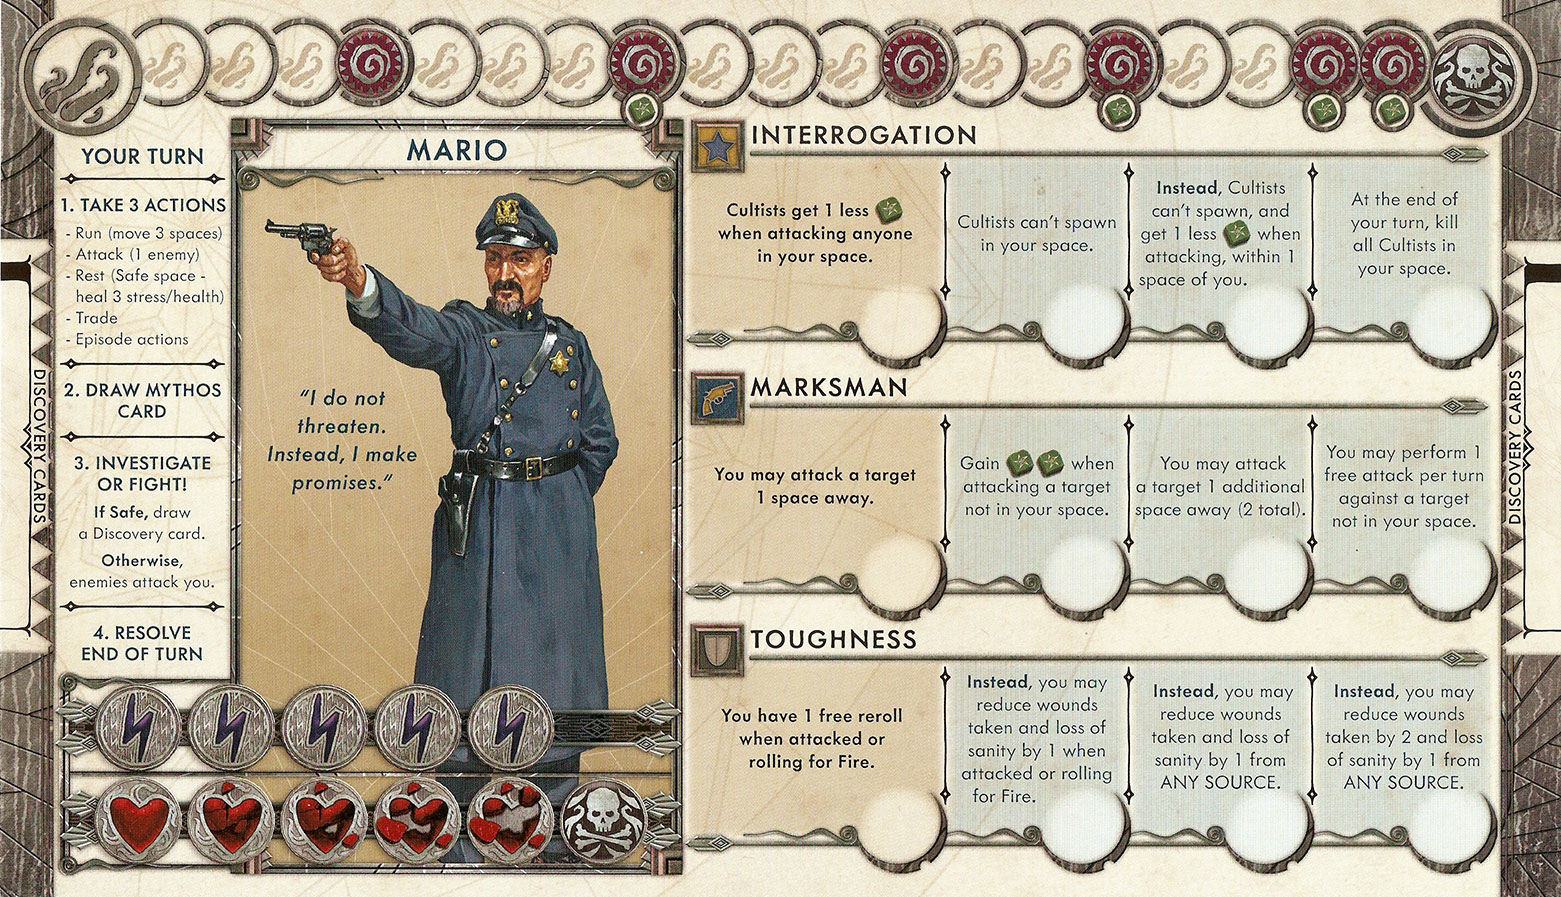 YOUR TURN
1. TAKE 3 ACTIONS
- Run (move 3 spaces)
- Attack (1 enemy)
- Rest (Safe space -
heal 3 stress/health)
- Trade
- Episode actions
2. DRAW MYTHOS
CARD
3. INVESTIGATE
OR FIGHT!
If Safe, draw
a Discovery card.
Otherwise,
enemies attack you.
4. RESOLVE
END OF TURN
DISCOVERY CARDS
MARIO
"I do not
threaten.
Instead, I make
promises."
INTERROGATION
Cultists get 1 less
when attacking anyone
in your space.
Cultists can't spawn
in your space.
Instead, Cultists
can't spawn, and
get 1 less when
attacking, within 1
space of you.
At the end of
your turn, kill
all Cultists in
your space.
MARKSMAN
You may attack a target
1 space away.
Gain when
attacking a target
not in your space.
You may attack
a target 1 additional
space away (2 total).
You may perform 1
free attack per turn
against a target
not in your space.
TOUGHNESS
You have 1 free reroll
when attacked or
rolling for Fire.
Instead, you may
reduce wounds
taken and loss of
sanity by 1 when
attacked or rolling
for Fire.
Instead, you may
reduce wounds
taken and loss of
sanity by 1 from
ANY SOURCE.
Instead, you may
reduce wounds
taken by 2 and loss
of sanity by 1 from
ANY SOURCE.
DISCOVERY CARDS